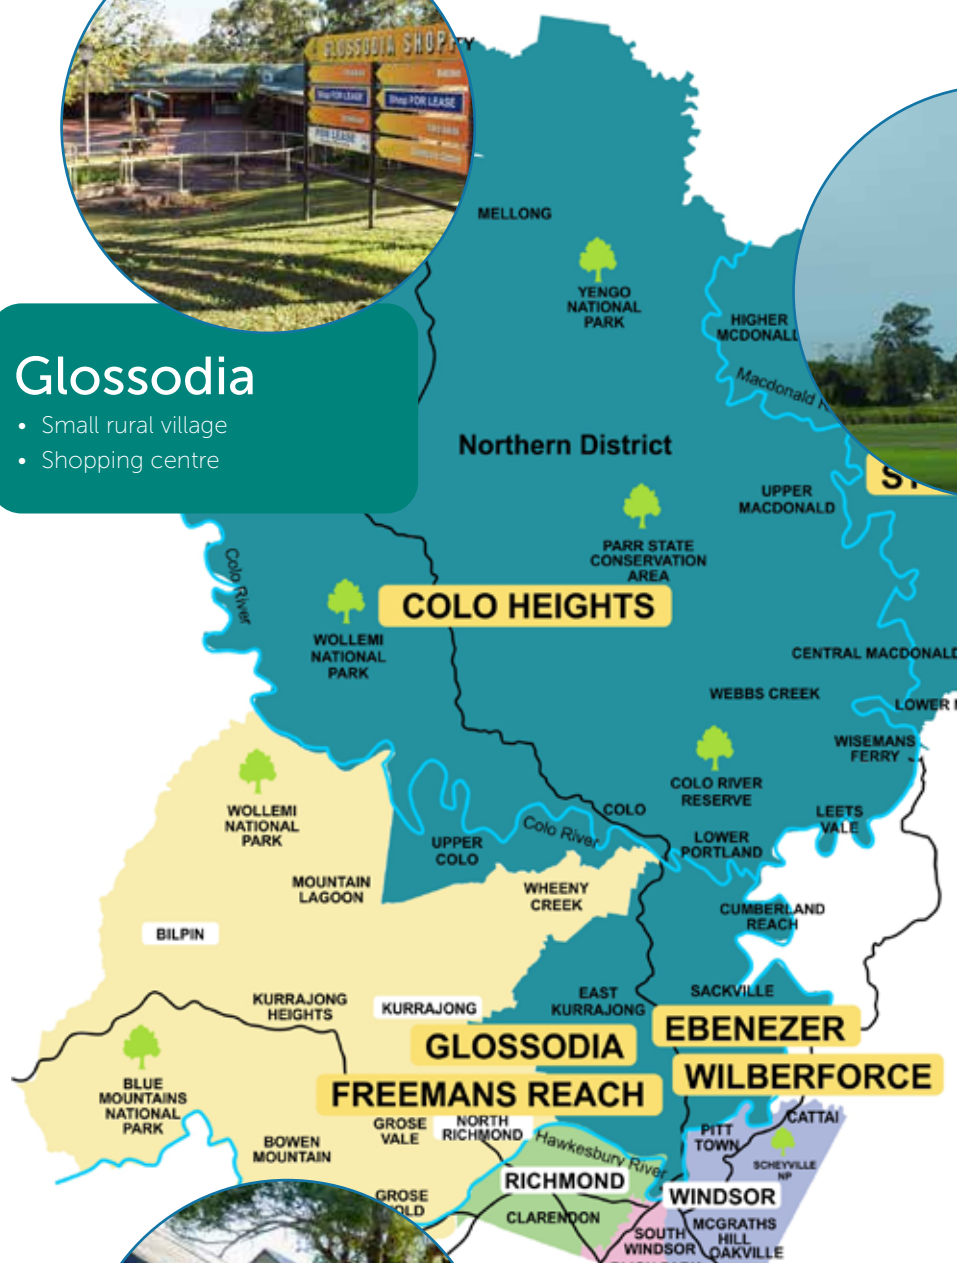 GLOSSODIA SHOP
Shop FOR LEASE
Shop FOR LEASE
FOR LEASE
Glossodia
• Small rural village
• Shopping centre
MELLONG
YENGO
NATIONAL
PARK
HIGHER
MCDONALL
Macdonald
Northern District
UPPER
MACDONALD
PARR STATE
CONSERVATION
AREA
Colo River
COLO HEIGHTS
WOLLEMI
NATIONAL
PARK
CENTRAL MACDONALD
WEBBS CREEK
LOWER
WISEMANS
FERRY
WOLLEMI
NATIONAL
PARK
COLO RIVER
RESERVE
COLO
Colo River
LEETS
VALE
UPPER
COLO
LOWER
PORTLAND
MOUNTAIN
LAGOON
WHEENY
CREEK
CUMBERLAND
REACH
BILPIN
KURRAJONG
HEIGHTS
KURRAJONG
EAST
KURRAJONG
SACKVILLE
EBENEZER
GLOSSODIA
WILBERFORCE
FREEMANS REACH
BLUE
MOUNTAINS
NATIONAL
PARK
GROSE
VALE
NORTH
RICHMOND
CATTAI
PITT
TOWN
Hawkesbury River
BOWEN
MOUNTAIN
SCHEYVILLE
NP
RICHMOND
WINDSOR
GROSE
OLD
CLARENDON
SOUTH
WINDSOR
MCGRATHS
HILL
OAKVILLE